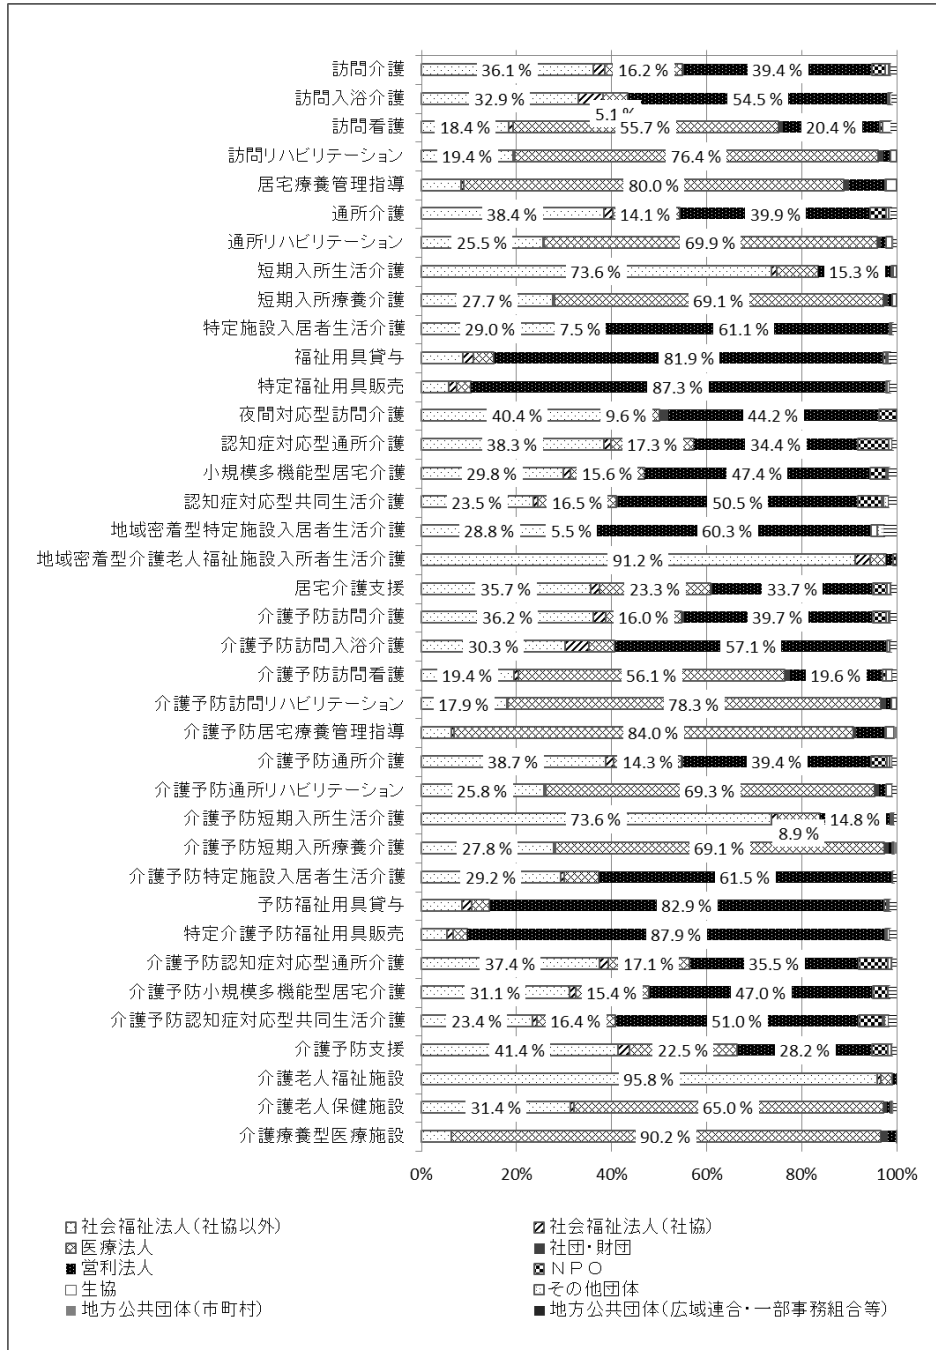 訪問介護 36.1% 16.2% 39.4%
訪問入浴介護 32.9% 5.1% 54.5%
訪問看護 18.4% 55.7% 20.4%
訪問リハビリテーション 19.4% 76.4%
居宅療養管理指導 80.0%
通所介護 38.4% 14.1% 39.9%
通所リハビリテーション 25.5% 69.9%
短期入所生活介護 73.6% 15.3%
短期入所療養介護 27.7% 69.1%
特定施設入居者生活介護 29.0% 7.5% 61.1%
福祉用具貸与 81.9%
特定福祉用具販売 87.3%
夜間対応型訪問介護 40.4% 9.6% 44.2%
認知症対応型通所介護 38.3% 17.3% 34.4%
小規模多機能型居宅介護 29.8% 15.6% 47.4%
認知症対応型共同生活介護 23.5% 16.5% 50.5%
地域密着型特定施設入居者生活介護 28.8% 5.5% 60.3%
地域密着型介護老人福祉施設入所者生活介護 91.2%
居宅介護支援 35.7% 23.3% 33.7%
介護予防訪問介護 36.2% 16.0% 39.7%
介護予防訪問入浴介護 30.3% 57.1%
介護予防訪問看護 19.4% 56.1% 19.6%
介護予防訪問リハビリテーション 17.9% 78.3%
介護予防居宅療養管理指導 84.0%
介護予防通所介護 38.7% 14.3% 39.4%
介護予防通所リハビリテーション 25.8% 69.3%
介護予防短期入所生活介護 73.6% 8.9% 14.8%
介護予防短期入所療養介護 27.8% 69.1%
介護予防特定施設入居者生活介護 29.2% 61.5%
予防福祉用具貸与 82.9%
特定介護予防福祉用具販売 87.9%
介護予防認知症対応型通所介護 37.4% 17.1% 35.5%
介護予防小規模多機能型居宅介護 31.1% 15.4% 47.0%
介護予防認知症対応型共同生活介護 23.4% 16.4% 51.0%
介護予防支援 41.4% 22.5% 28.2%
介護老人福祉施設 95.8%
介護老人保健施設 31.4% 65.0%
介護療養型医療施設 90.2%
0% 20% 40% 60% 80% 100%
社会福祉法人(社協以外) 社会福祉法人(社協)
医療法人 社団・財団
営利法人 NPO
生協 その他団体
地方公共団体(市町村) 地方公共団体(広域連合・一部事務組合等)